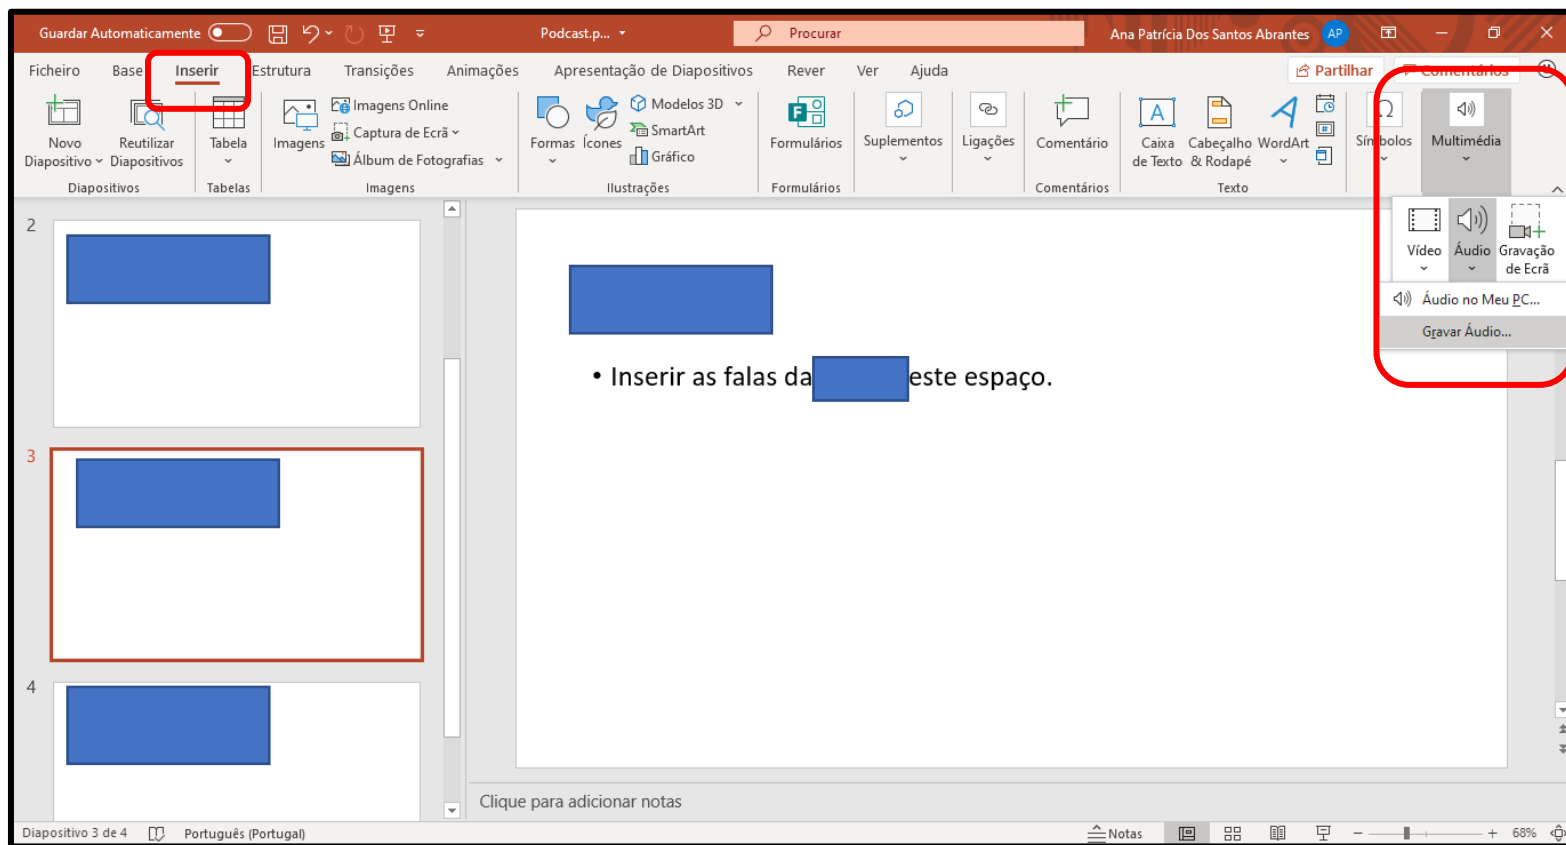 Guardar Automaticamente
Podcast.p...
Procurar
Ana Patrícia Dos Santos Abrantes AP
Ficheiro Base Inserir Estrutura Transições Animações Apresentação de Diapositivos Rever Ver Ajuda Partilhar Comentários
Novo Diapositivo
Reutilizar Diapositivos
Diapositivos
Tabela
Tabelas
Imagens
Imagens Online
Captura de Ecrã
Álbum de Fotografias
Imagens
Formas
Ícones
Modelos 3D
SmartArt
Gráfico
Ilustrações
Formulários
Formulários
Suplementos
Ligações
Comentário
Comentários
Caixa de Texto
Cabeçalho & Rodapé
WordArt
Texto
Símbolos
Multimédia
Vídeo
Áudio
Gravação de Ecrã
Áudio no Meu PC...
Gravar Áudio...
2
3
4
• Inserir as falas da este espaço.
Clique para adicionar notas
Diapositivo 3 de 4 Português (Portugal) Notas 68%